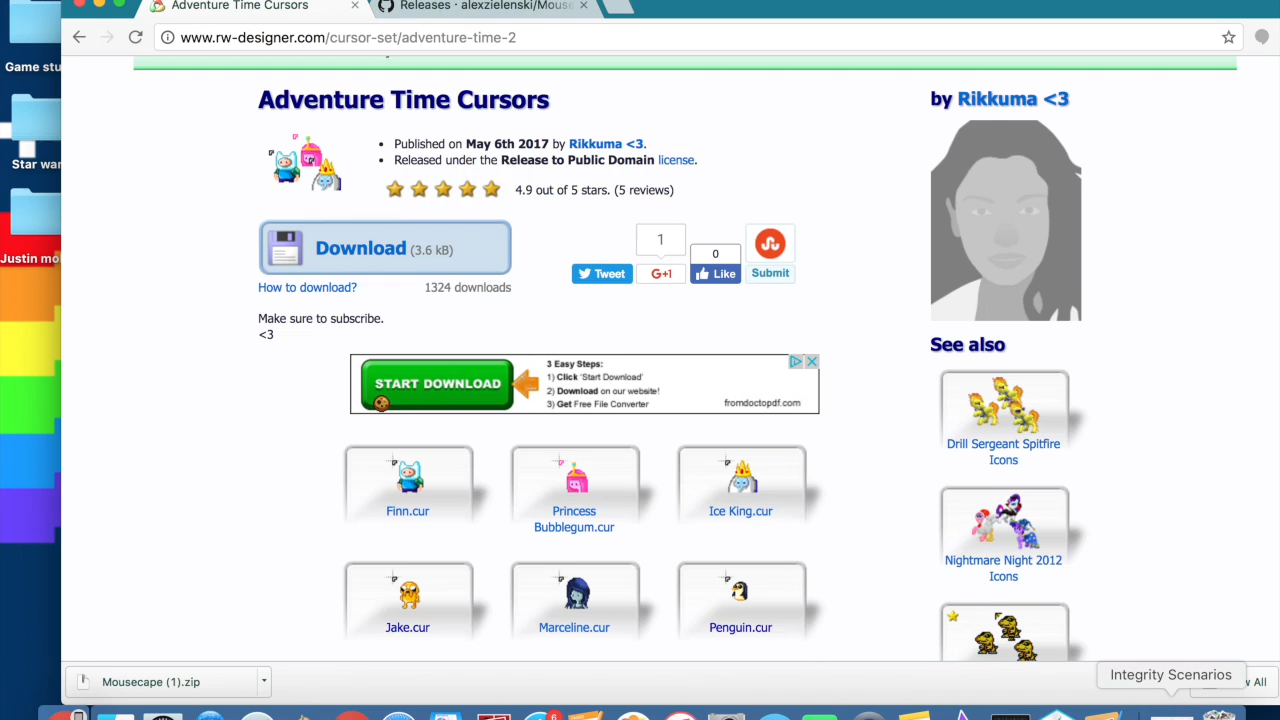 Adventure Time Cursors
Releases · alexzielenski/Mouse
www.rw-designer.com/cursor-set/adventure-time-2
Game stu
Star war
Justin mo
Adventure Time Cursors
Published on May 6th 2017 by Rikkuma <3.
Released under the Release to Public Domain license.
4.9 out of 5 stars. (5 reviews)
Download (3.6 kB)
How to download?
1324 downloads
1
0
Tweet
G+1
Like
Submit
Make sure to subscribe.
<3
START DOWNLOAD
3 Easy Steps:
1) Click 'Start Download'
2) Download on our website!
3) Get Free File Converter
fromdoctopdf.com
Finn.cur
Princess
Bubblegum.cur
Ice King.cur
Jake.cur
Marceline.cur
Penguin.cur
by Rikkuma <3
See also
Drill Sergeant Spitfire
Icons
Nightmare Night 2012
Icons
Mousecape (1).zip
Integrity Scenarios
w All
6